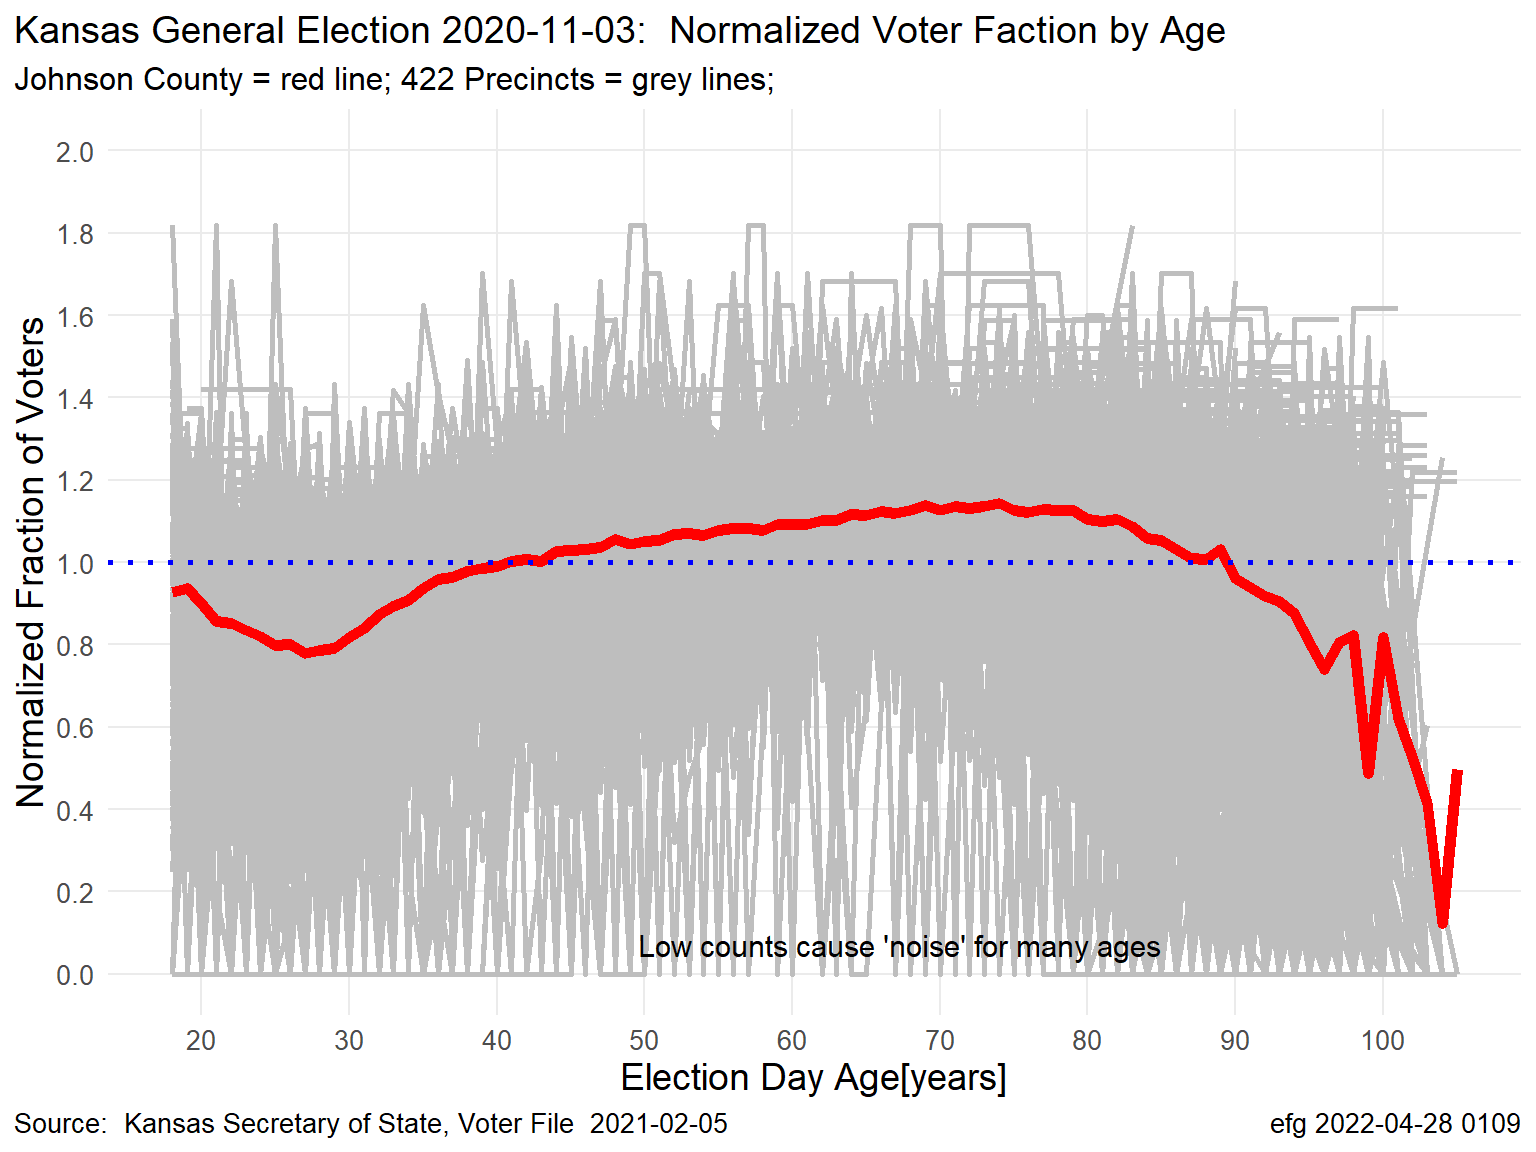 Kansas General Election 2020-11-03:  Normalized Voter Faction by Age
Johnson County = red line; 422 Precincts = grey lines;
Normalized Fraction of Voters
2.0
1.8
1.6
1.4
1.2
1.0
0.8
0.6
0.4
0.2
0.0
Low counts cause 'noise' for many ages
20 30 40 50 60 70 80 90 100
Election Day Age[years]
Source:  Kansas Secretary of State, Voter File  2021-02-05
efg 2022-04-28 0109